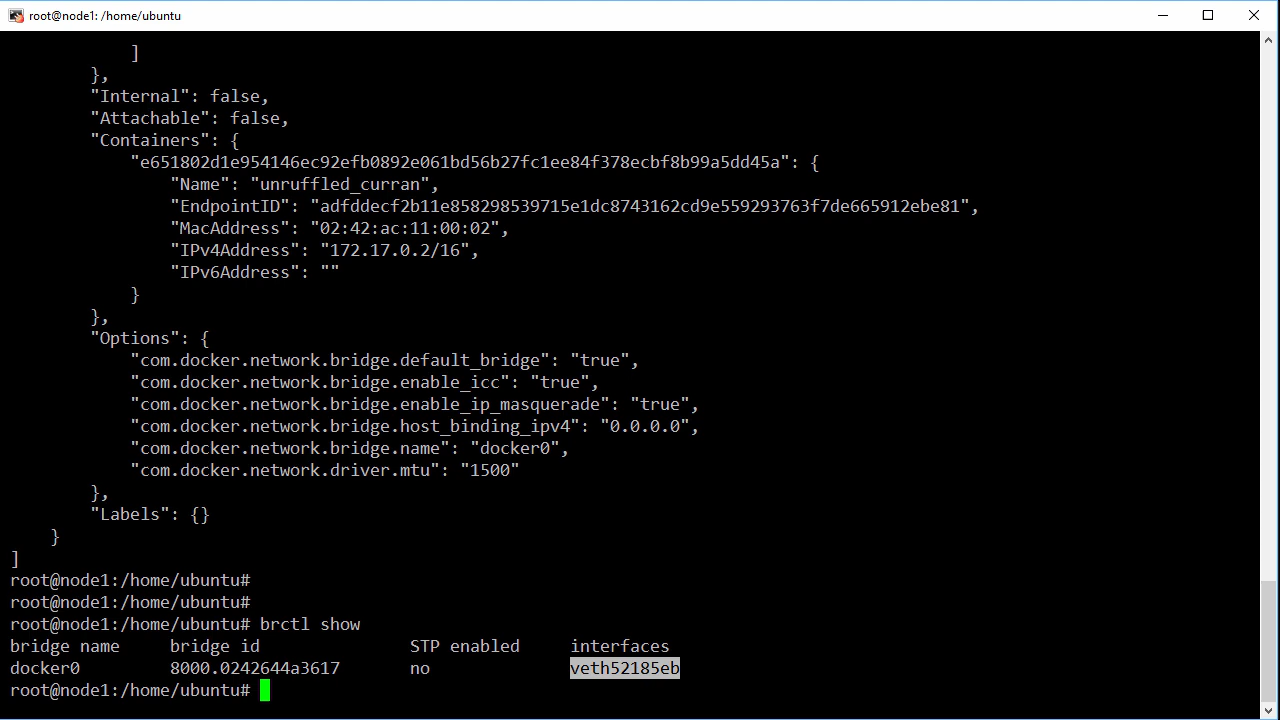 root@node1: /home/ubuntu
            ]
        },
        "Internal": false,
        "Attachable": false,
        "Containers": {
            "e651802d1e954146ec92efb0892e061bd56b27fc1ee84f378ecbf8b99a5dd45a": {
                "Name": "unruffled_curran",
                "EndpointID": "adfddecf2b11e858298539715e1dc8743162cd9e559293763f7de665912ebe81",
                "MacAddress": "02:42:ac:11:00:02",
                "IPv4Address": "172.17.0.2/16",
                "IPv6Address": ""
            }
        },
        "Options": {
            "com.docker.network.bridge.default_bridge": "true",
            "com.docker.network.bridge.enable_icc": "true",
            "com.docker.network.bridge.enable_ip_masquerade": "true",
            "com.docker.network.bridge.host_binding_ipv4": "0.0.0.0",
            "com.docker.network.bridge.name": "docker0",
            "com.docker.network.driver.mtu": "1500"
        },
        "Labels": {}
    }
]
root@node1:/home/ubuntu#
root@node1:/home/ubuntu#
root@node1:/home/ubuntu# brctl show
bridge name     bridge id               STP enabled     interfaces
docker0         8000.0242644a3617       no              veth52185eb
root@node1:/home/ubuntu#